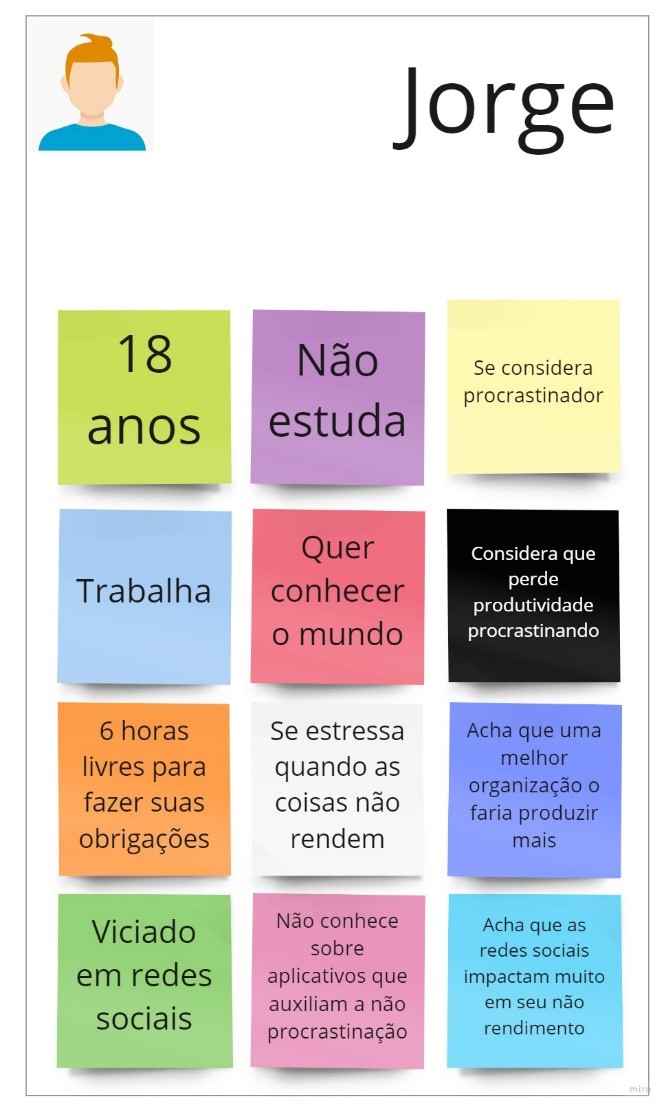 Jorge
18
anos
Não
estuda
Se considera
procrastinador
Trabalha
Quer
conhecer
o mundo
Considera que
perde
produtividade
procrastinando
6 horas
livres para
fazer suas
obrigações
Se estressa
quando as
coisas não
rendem
Acha que uma
melhor
organização o
faria produzir
mais
Viciado
em redes
sociais
Não conhece
sobre
aplicativos que
auxiliam a não
procrastinação
Acha que as
redes sociais
impactam muito
em seu não
rendimento
miro